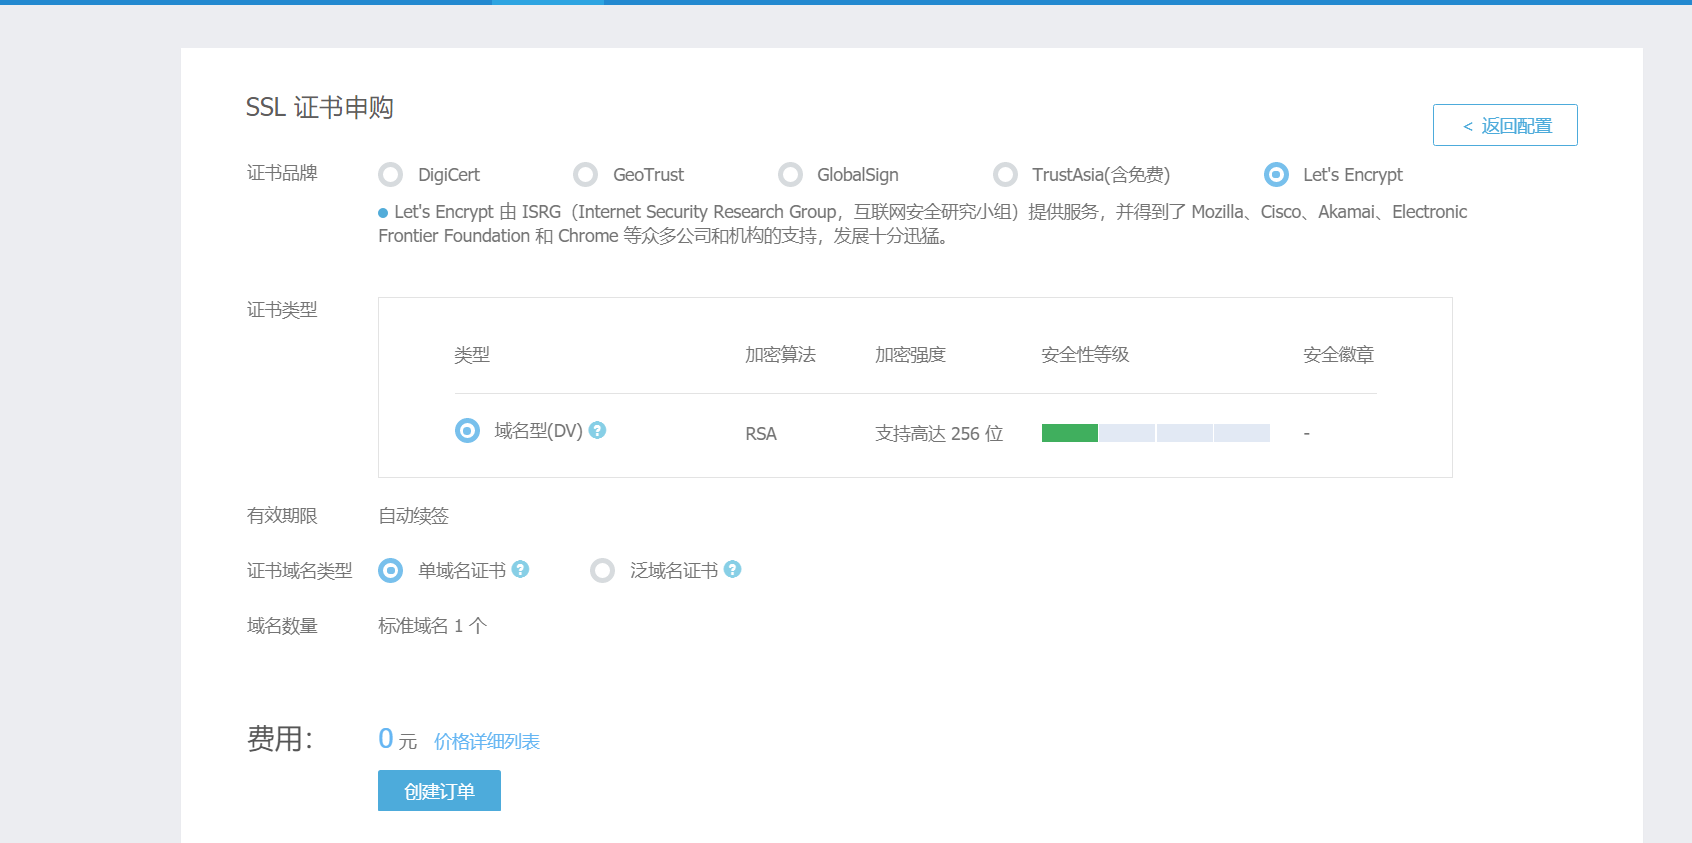 SSL 证书申购
< 返回配置
证书品牌 DigiCert GeoTrust GlobalSign TrustAsia(含免费) Let's Encrypt
Let's Encrypt 由 ISRG（Internet Security Research Group，互联网安全研究小组）提供服务，并得到了 Mozilla、Cisco、Akamai、Electronic
Frontier Foundation 和 Chrome 等众多公司和机构的支持，发展十分迅猛。
证书类型
类型 加密算法 加密强度 安全性等级 安全徽章
域名型(DV) ? RSA 支持高达 256 位 -
有效期限 自动续签
证书域名类型 单域名证书 ? 泛域名证书 ?
域名数量 标准域名 1 个
费用： 0 元 价格详细列表
创建订单